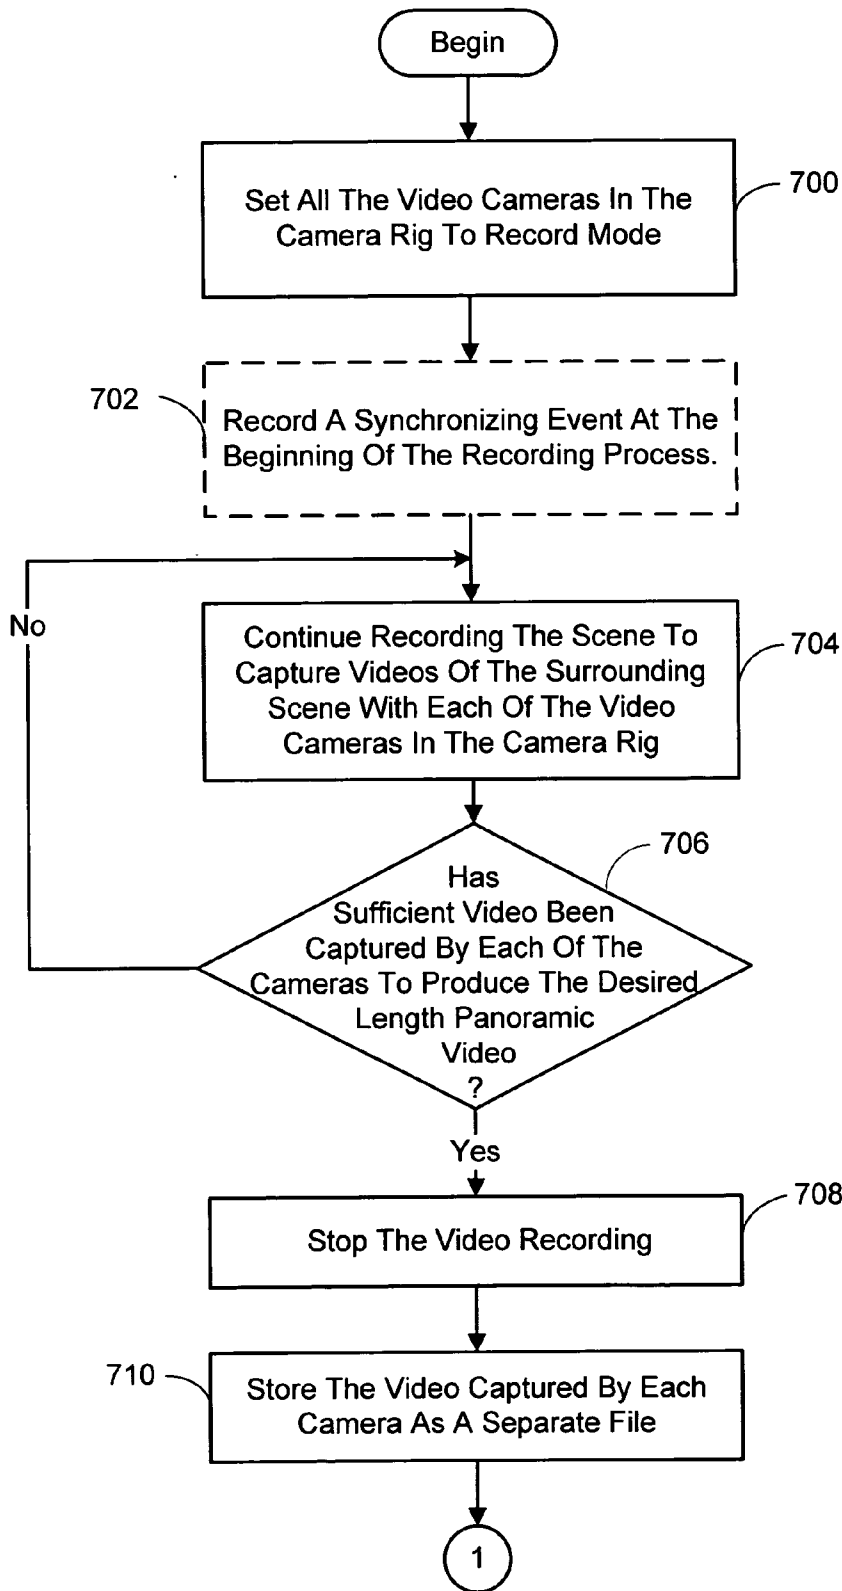 Begin
Set All The Video Cameras In The
Camera Rig To Record Mode
700
702
Record A Synchronizing Event At The
Beginning Of The Recording Process.
No
Continue Recording The Scene To
Capture Videos Of The Surrounding
Scene With Each Of The Video
Cameras In The Camera Rig
704
706
Has
Sufficient Video Been
Captured By Each Of The
Cameras To Produce The Desired
Length Panoramic
Video
?
Yes
708
Stop The Video Recording
710
Store The Video Captured By Each
Camera As A Separate File
1